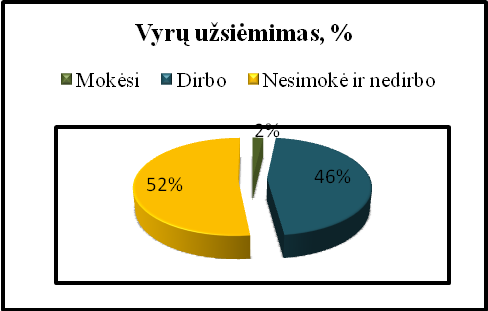 Vyrų užsiėmimas, %
Mokėsi Dirbo Nesimokė ir nedirbo
2%
52% 46%